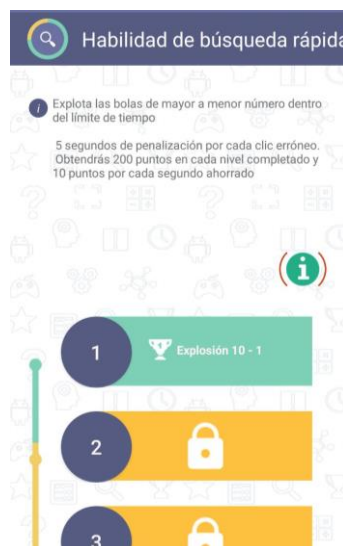 Habilidad de búsqueda rápida
Explota las bolas de mayor a menor número dentro
del límite de tiempo
5 segundos de penalización por cada clic erróneo.
Obtendrás 200 puntos en cada nivel completado y
10 puntos por cada segundo ahorrado
1
Explosión 10 - 1
2
3